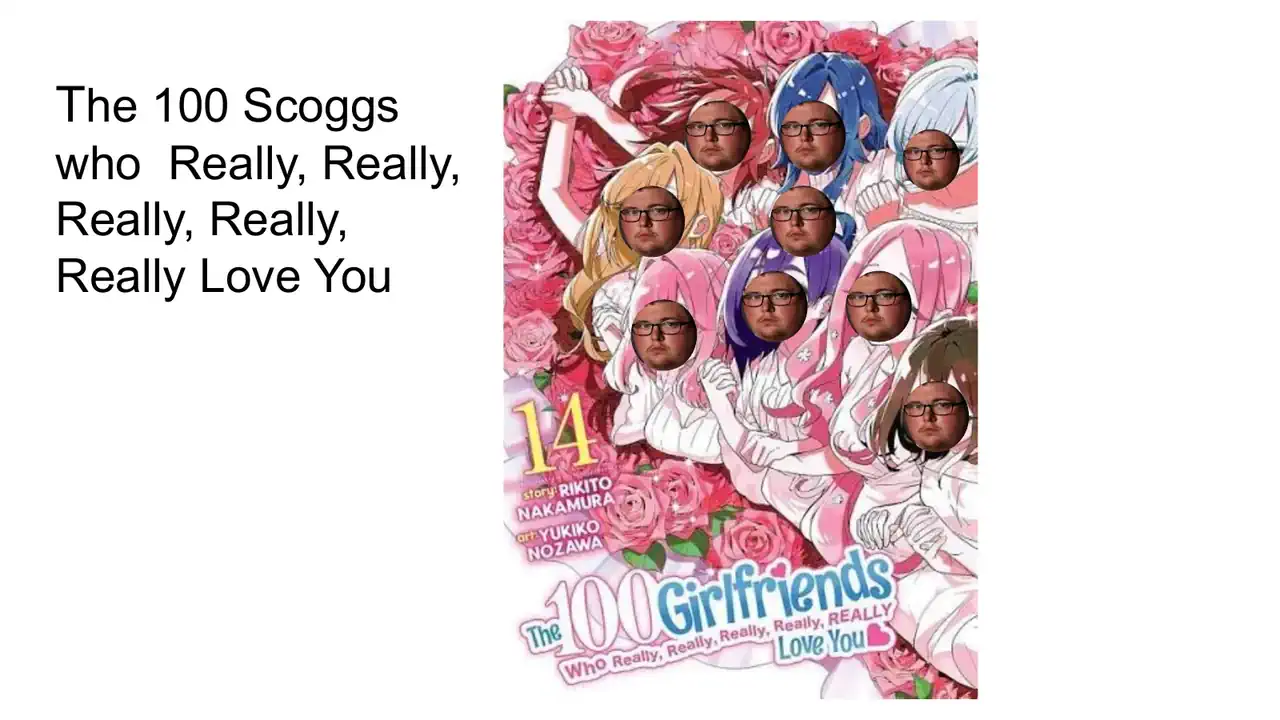 The 100 Scoggs
who  Really, Really,
Really, Really,
Really Love You
14
story: RIKITO
NAKAMURA
art: YUKIKO
NOZAWA
The 100 Girlfriends
Who Really, Really, Really, Really, REALLY
Love You